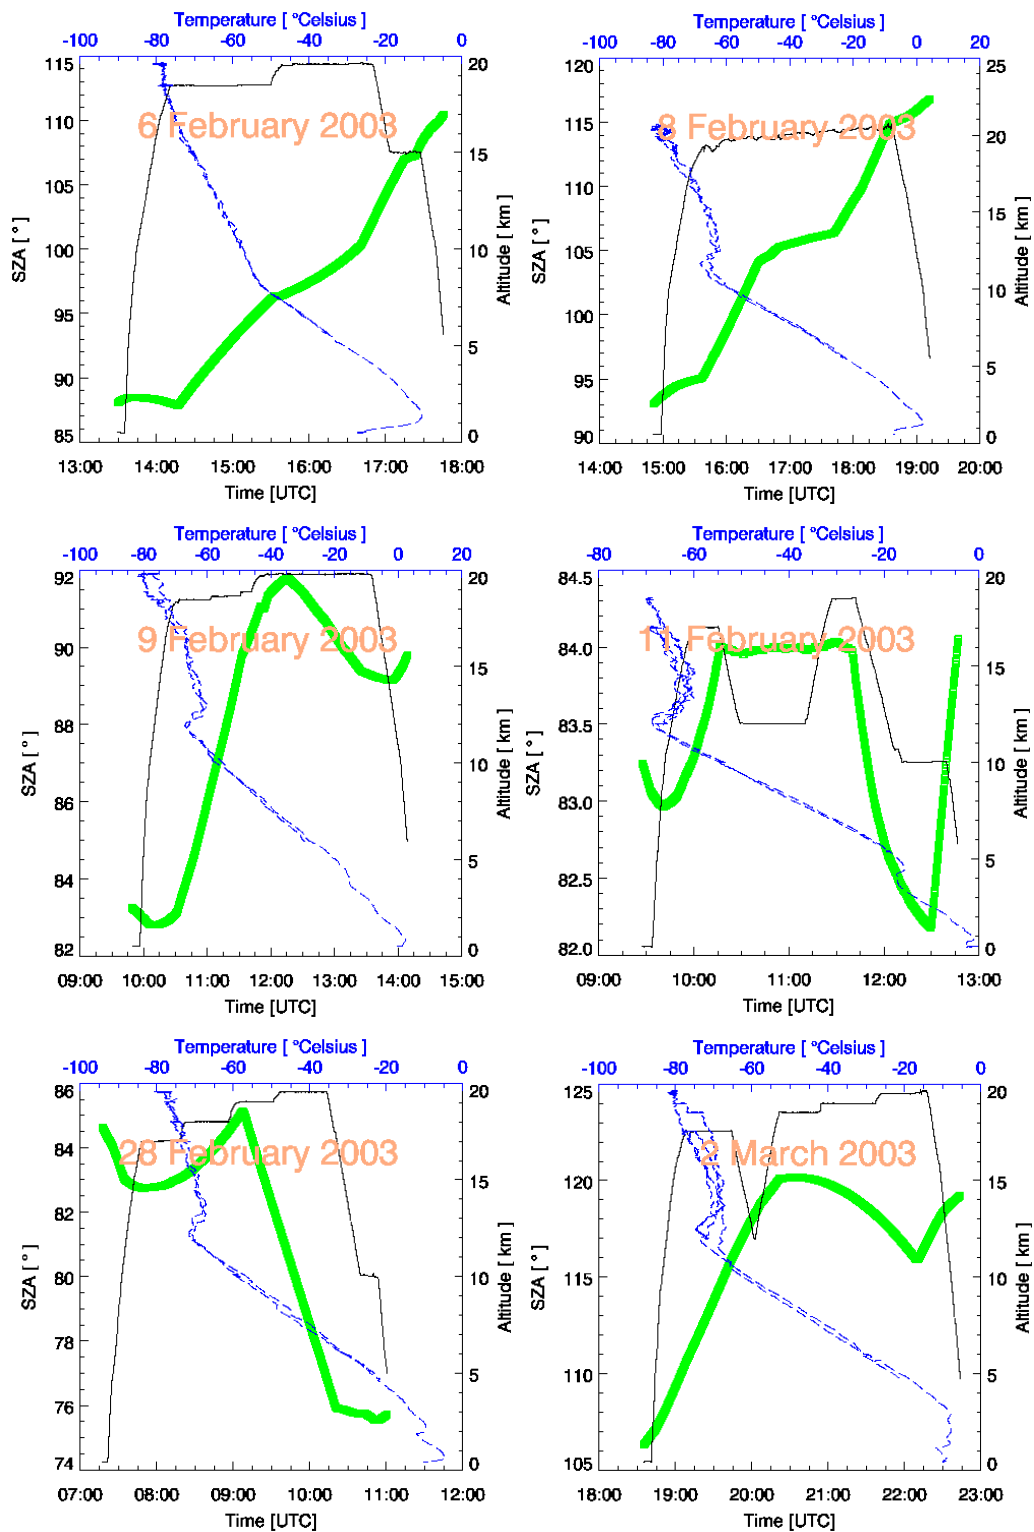 Temperature [ °Celsius ]
-100 -80 -60 -40 -20 0
115 110 105 100 95 90 85
SZA [ ° ]
6 February 2003
20 15 10 5 0
Altitude [ km ]
13:00 14:00 15:00 16:00 17:00 18:00
Time [UTC]
Temperature [ °Celsius ]
-100 -80 -60 -40 -20 0 20
120 115 110 105 100 95 90
SZA [ ° ]
8 February 2003
25 20 15 10 5 0
Altitude [ km ]
14:00 15:00 16:00 17:00 18:00 19:00 20:00
Time [UTC]
Temperature [ °Celsius ]
-100 -80 -60 -40 -20 0 20
92 90 88 86 84 82
SZA [ ° ]
9 February 2003
20 15 10 5 0
Altitude [ km ]
09:00 10:00 11:00 12:00 13:00 14:00 15:00
Time [UTC]
Temperature [ °Celsius ]
-80 -60 -40 -20 0
84.5 84.0 83.5 83.0 82.5 82.0
SZA [ ° ]
11 February 2003
20 15 10 5 0
Altitude [ km ]
09:00 10:00 11:00 12:00 13:00
Time [UTC]
Temperature [ °Celsius ]
-100 -80 -60 -40 -20 0
86 84 82 80 78 76 74
SZA [ ° ]
28 February 2003
20 15 10 5 0
Altitude [ km ]
07:00 08:00 09:00 10:00 11:00 12:00
Time [UTC]
Temperature [ °Celsius ]
-100 -80 -60 -40 -20 0
125 120 115 110 105
SZA [ ° ]
2 March 2003
20 15 10 5 0
Altitude [ km ]
18:00 19:00 20:00 21:00 22:00 23:00
Time [UTC]